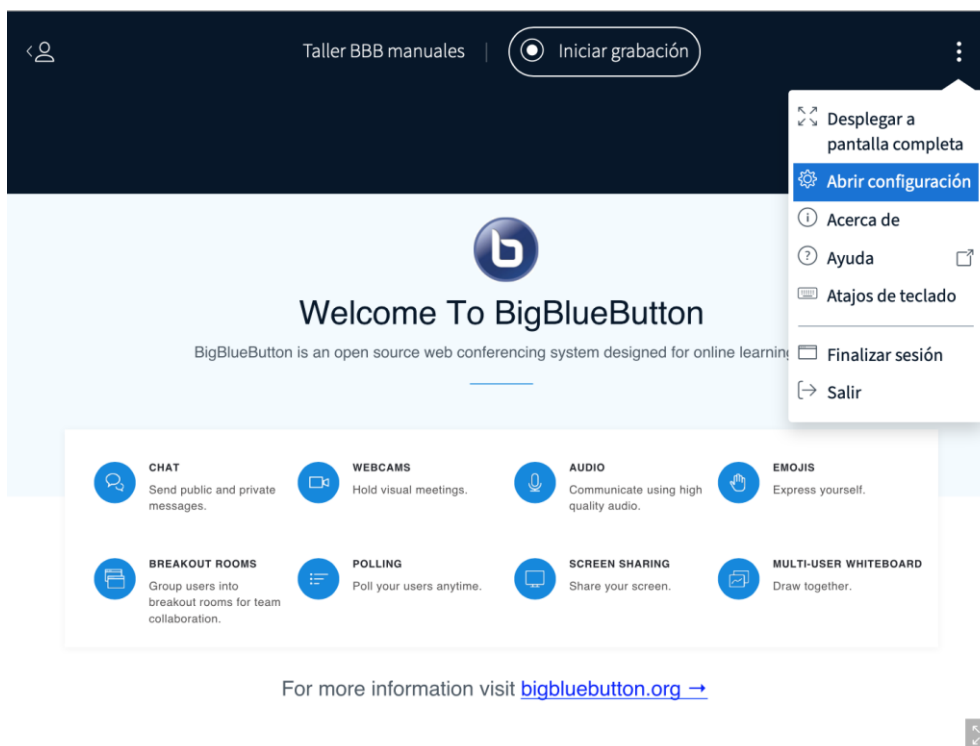 Taller BBB manuales
Iniciar grabación
Desplegar a
pantalla completa
Abrir configuración
Acerca de
Ayuda
Atajos de teclado
Finalizar sesión
Salir
Welcome To BigBlueButton
BigBlueButton is an open source web conferencing system designed for online learning
CHAT
Send public and private
messages.
WEBCAMS
Hold visual meetings.
AUDIO
Communicate using high
quality audio.
EMOJIS
Express yourself.
BREAKOUT ROOMS
Group users into
breakout rooms for team
collaboration.
POLLING
Poll your users anytime.
SCREEN SHARING
Share your screen.
MULTI-USER WHITEBOARD
Draw together.
For more information visit bigbluebutton.org →